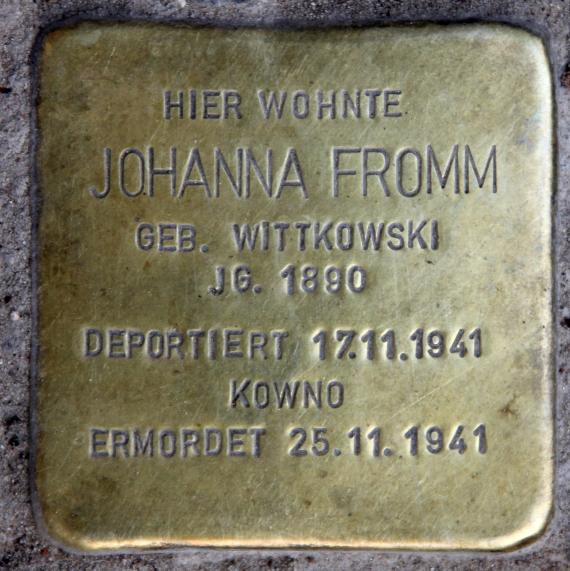 HIER WOHNTE
JOHANNA FROMM
GEB. WITTKOWSKI
JG. 1890
DEPORTIERT 17.11.1941
KOWNO
ERMORDET 25.11.1941